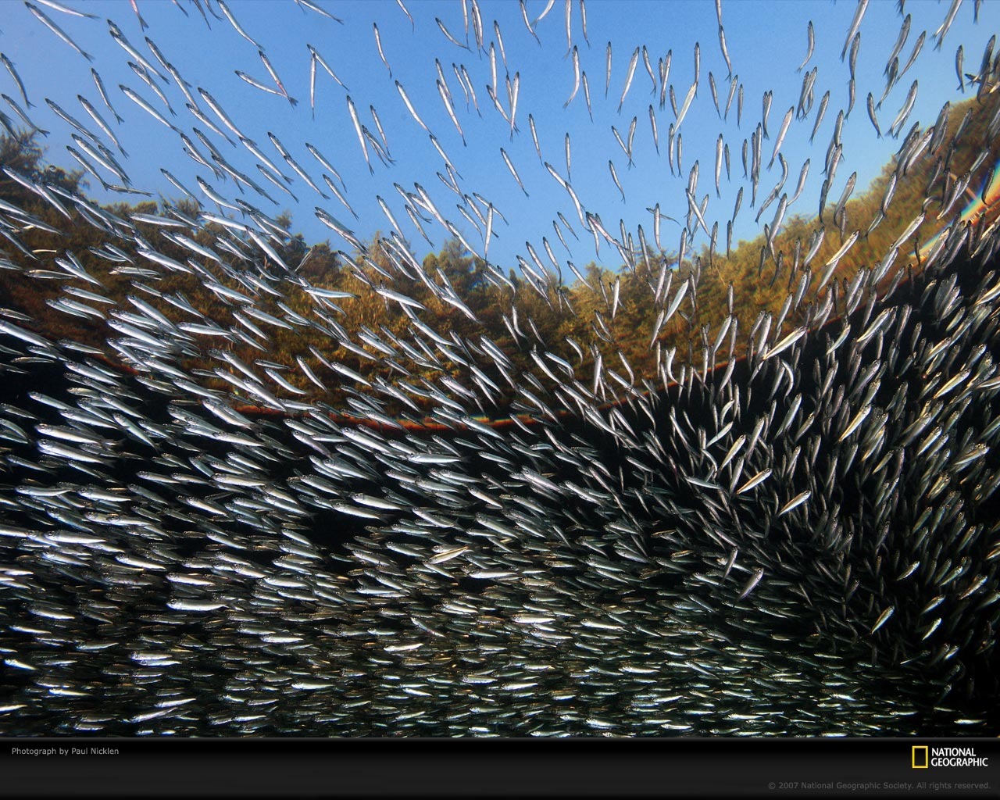 Photograph by Paul Nicklen
NATIONAL
GEOGRAPHIC
© 2007 National Geographic Society. All rights reserved.